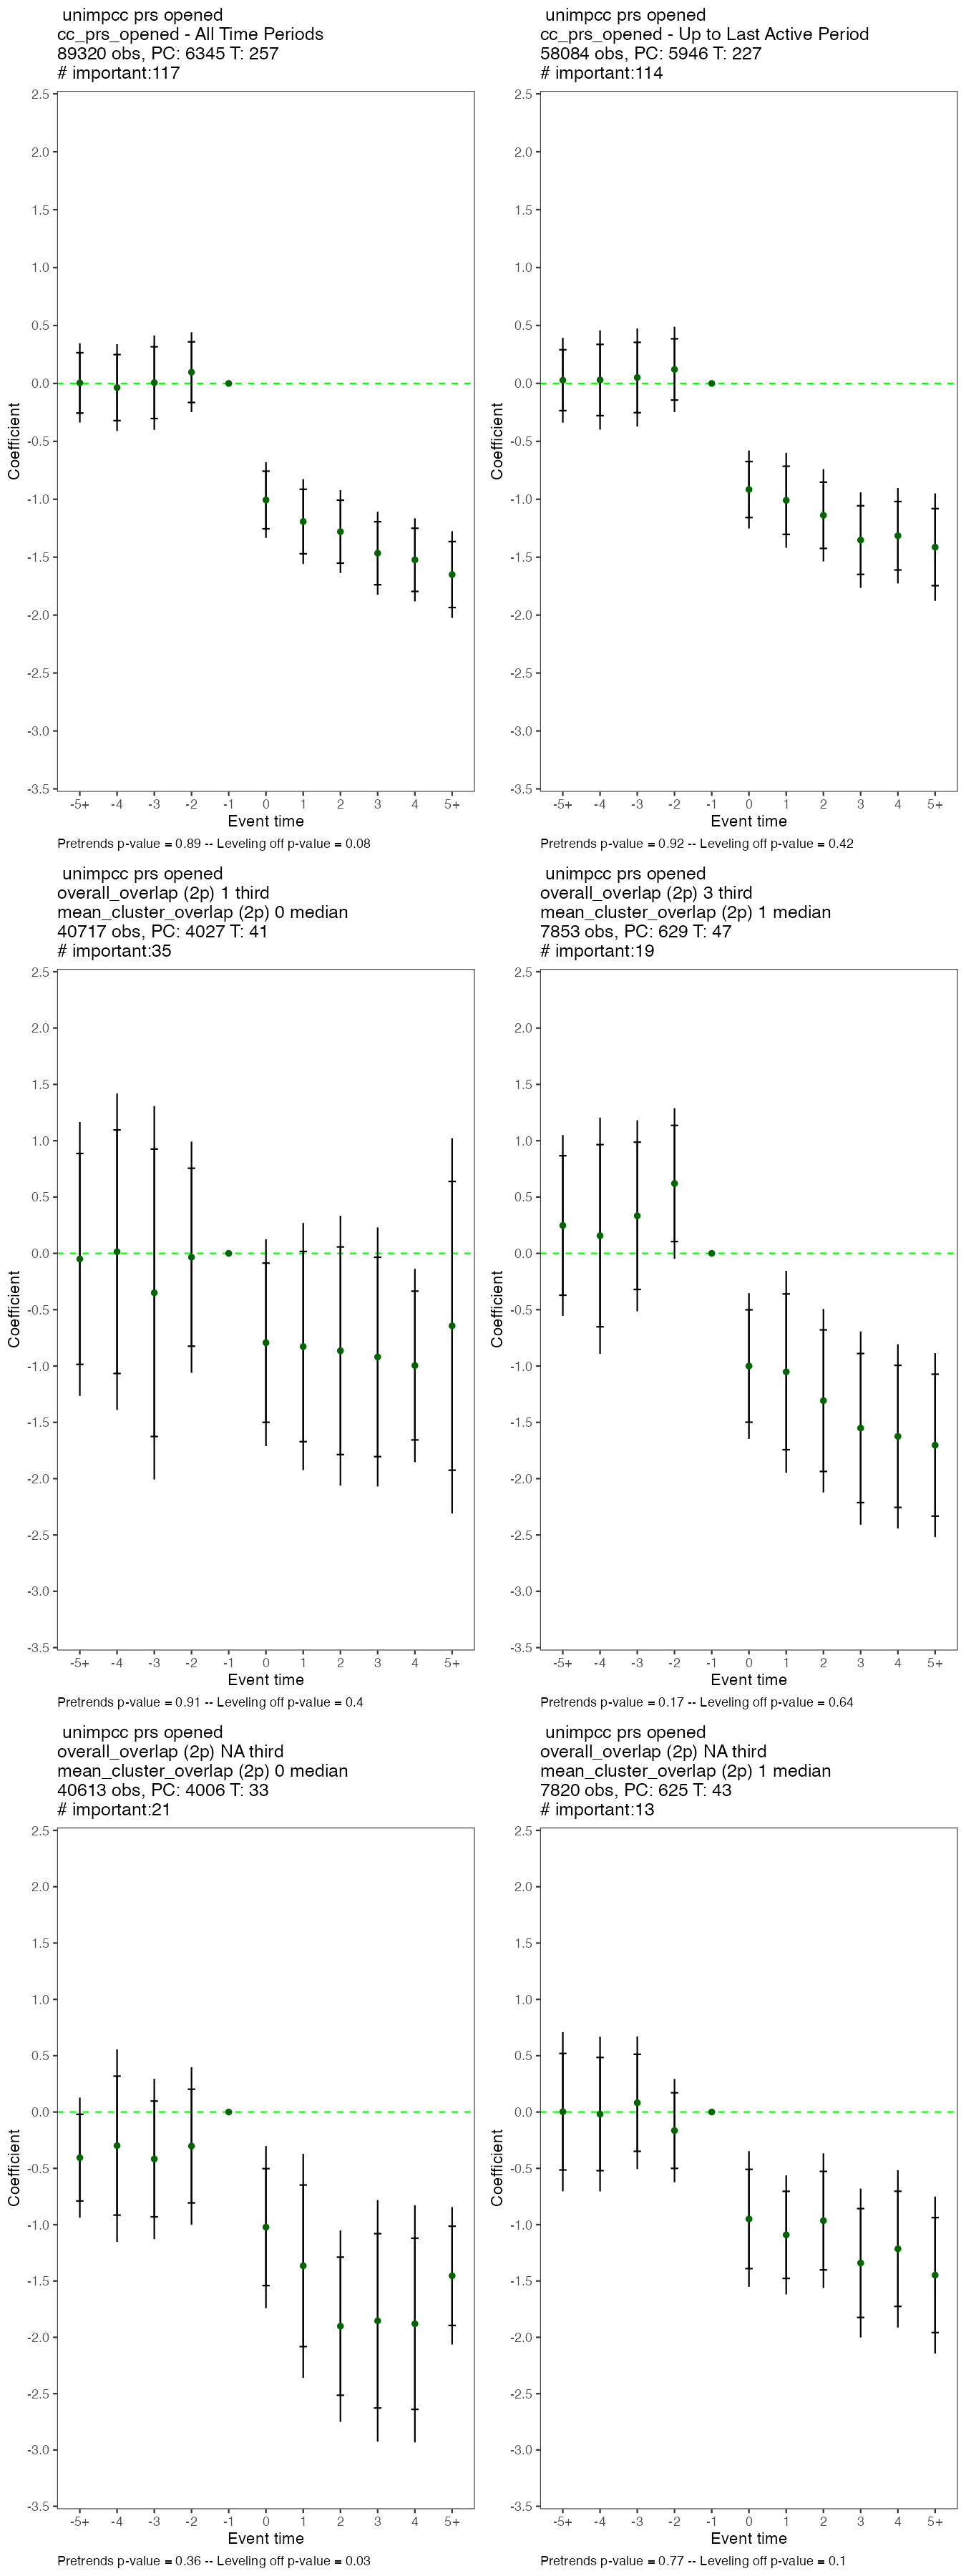 unimpcc prs opened
cc_prs_opened - All Time Periods
89320 obs, PC: 6345 T: 257
# important:117
2.5
2.0
1.5
1.0
0.5
0.0
-0.5
-1.0
-1.5
-2.0
-2.5
-3.0
-3.5
Coefficient
-5+ -4 -3 -2 -1 0 1 2 3 4 5+
Event time
Pretrends p-value = 0.89 -- Leveling off p-value = 0.08
unimpcc prs opened
cc_prs_opened - Up to Last Active Period
58084 obs, PC: 5946 T: 227
# important:114
2.5
2.0
1.5
1.0
0.5
0.0
-0.5
-1.0
-1.5
-2.0
-2.5
-3.0
-3.5
Coefficient
-5+ -4 -3 -2 -1 0 1 2 3 4 5+
Event time
Pretrends p-value = 0.92 -- Leveling off p-value = 0.42
unimpcc prs opened
overall_overlap (2p) 1 third
mean_cluster_overlap (2p) 0 median
40717 obs, PC: 4027 T: 41
# important:35
2.5
2.0
1.5
1.0
0.5
0.0
-0.5
-1.0
-1.5
-2.0
-2.5
-3.0
-3.5
Coefficient
-5+ -4 -3 -2 -1 0 1 2 3 4 5+
Event time
Pretrends p-value = 0.91 -- Leveling off p-value = 0.4
unimpcc prs opened
overall_overlap (2p) 3 third
mean_cluster_overlap (2p) 1 median
7853 obs, PC: 629 T: 47
# important:19
2.5
2.0
1.5
1.0
0.5
0.0
-0.5
-1.0
-1.5
-2.0
-2.5
-3.0
-3.5
Coefficient
-5+ -4 -3 -2 -1 0 1 2 3 4 5+
Event time
Pretrends p-value = 0.17 -- Leveling off p-value = 0.64
unimpcc prs opened
overall_overlap (2p) NA third
mean_cluster_overlap (2p) 0 median
40613 obs, PC: 4006 T: 33
# important:21
2.5
2.0
1.5
1.0
0.5
0.0
-0.5
-1.0
-1.5
-2.0
-2.5
-3.0
-3.5
Coefficient
-5+ -4 -3 -2 -1 0 1 2 3 4 5+
Event time
Pretrends p-value = 0.36 -- Leveling off p-value = 0.03
unimpcc prs opened
overall_overlap (2p) NA third
mean_cluster_overlap (2p) 1 median
7820 obs, PC: 625 T: 43
# important:13
2.5
2.0
1.5
1.0
0.5
0.0
-0.5
-1.0
-1.5
-2.0
-2.5
-3.0
-3.5
Coefficient
-5+ -4 -3 -2 -1 0 1 2 3 4 5+
Event time
Pretrends p-value = 0.77 -- Leveling off p-value = 0.1